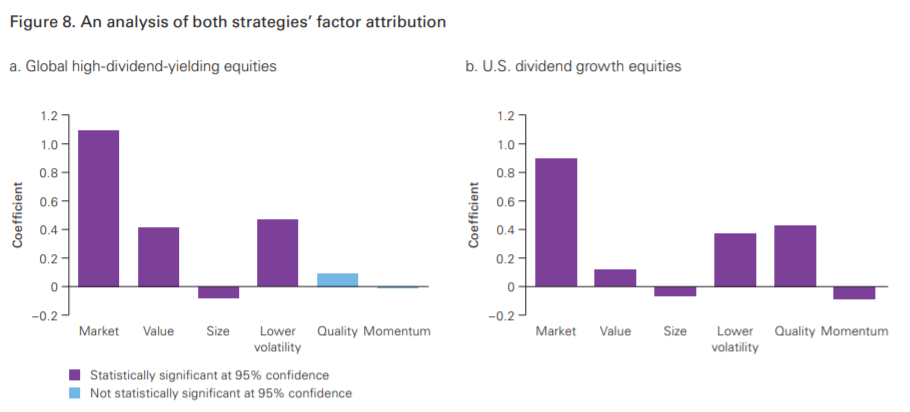 Figure 8. An analysis of both strategies’ factor attribution
a. Global high-dividend-yielding equities
1.2
1.0
0.8
0.6
0.4
0.2
0
–0.2
Coefficient
Market Value Size Lower volatility Quality Momentum
Statistically significant at 95% confidence
Not statistically significant at 95% confidence
b. U.S. dividend growth equities
1.2
1.0
0.8
0.6
0.4
0.2
0
–0.2
Coefficient
Market Value Size Lower volatility Quality Momentum